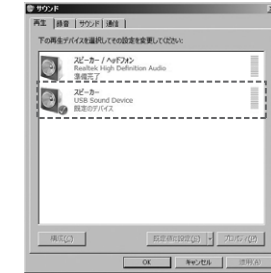 サウンド
再生 録音 サウンド 通信
下の再生デバイスを選択してその設定を変更してください:
スピーカー / ヘッドフォン
Realtek High Definition Audio
準備完了
スピーカー
USB Sound Device
既定のデバイス
構成(C) 既定値に設定(S) プロパティ(P)
OK キャンセル 適用(A)